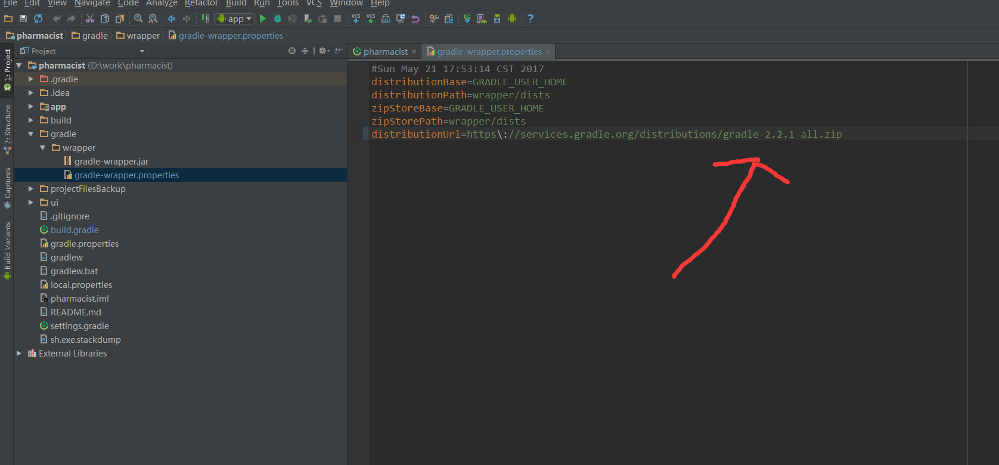 File Edit View Navigate Code Analyze Refactor Build Run Tools VCS Window Help
app VCS VCS ?
pharmacist gradle wrapper gradle-wrapper.properties
1: Project
7: Structure
Captures
Build Variants
Project
pharmacist (D:\work\pharmacist)
.gradle
.idea
app
build
gradle
wrapper
gradle-wrapper.jar
gradle-wrapper.properties
projectFilesBackup
ui
.gitignore
build.gradle
gradle.properties
gradlew
gradlew.bat
local.properties
pharmacist.iml
README.md
settings.gradle
sh.exe.stackdump
External Libraries
pharmacist × gradle-wrapper.properties ×
#Sun May 21 17:53:14 CST 2017
distributionBase=GRADLE_USER_HOME
distributionPath=wrapper/dists
zipStoreBase=GRADLE_USER_HOME
zipStorePath=wrapper/dists
distributionUrl=https\://services.gradle.org/distributions/gradle-2.2.1-all.zip